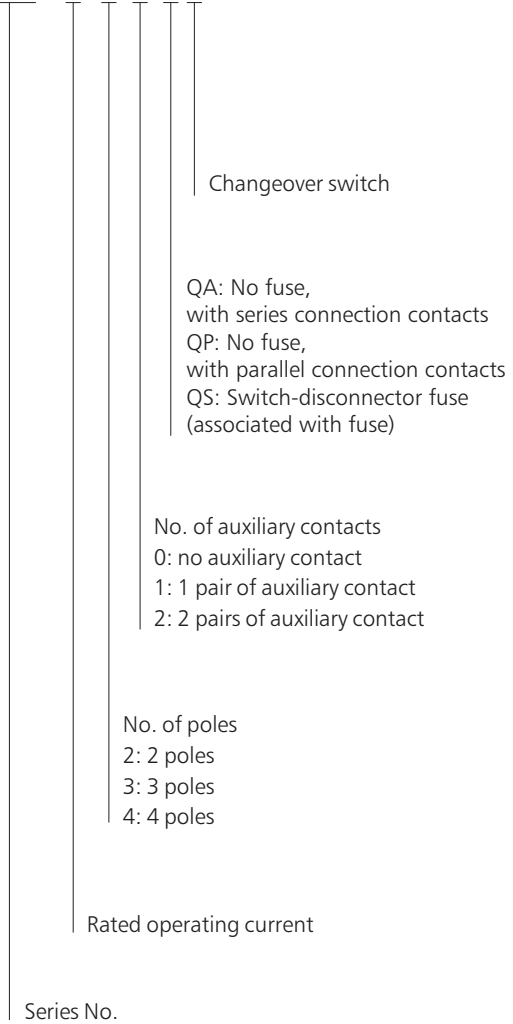 Changeover switch
QA: No fuse,
with series connection contacts
QP: No fuse,
with parallel connection contacts
QS: Switch-disconnector fuse
(associated with fuse)
No. of auxiliary contacts
0: no auxiliary contact
1: 1 pair of auxiliary contact
2: 2 pairs of auxiliary contact
No. of poles
2: 2 poles
3: 3 poles
4: 4 poles
Rated operating current
Series No.